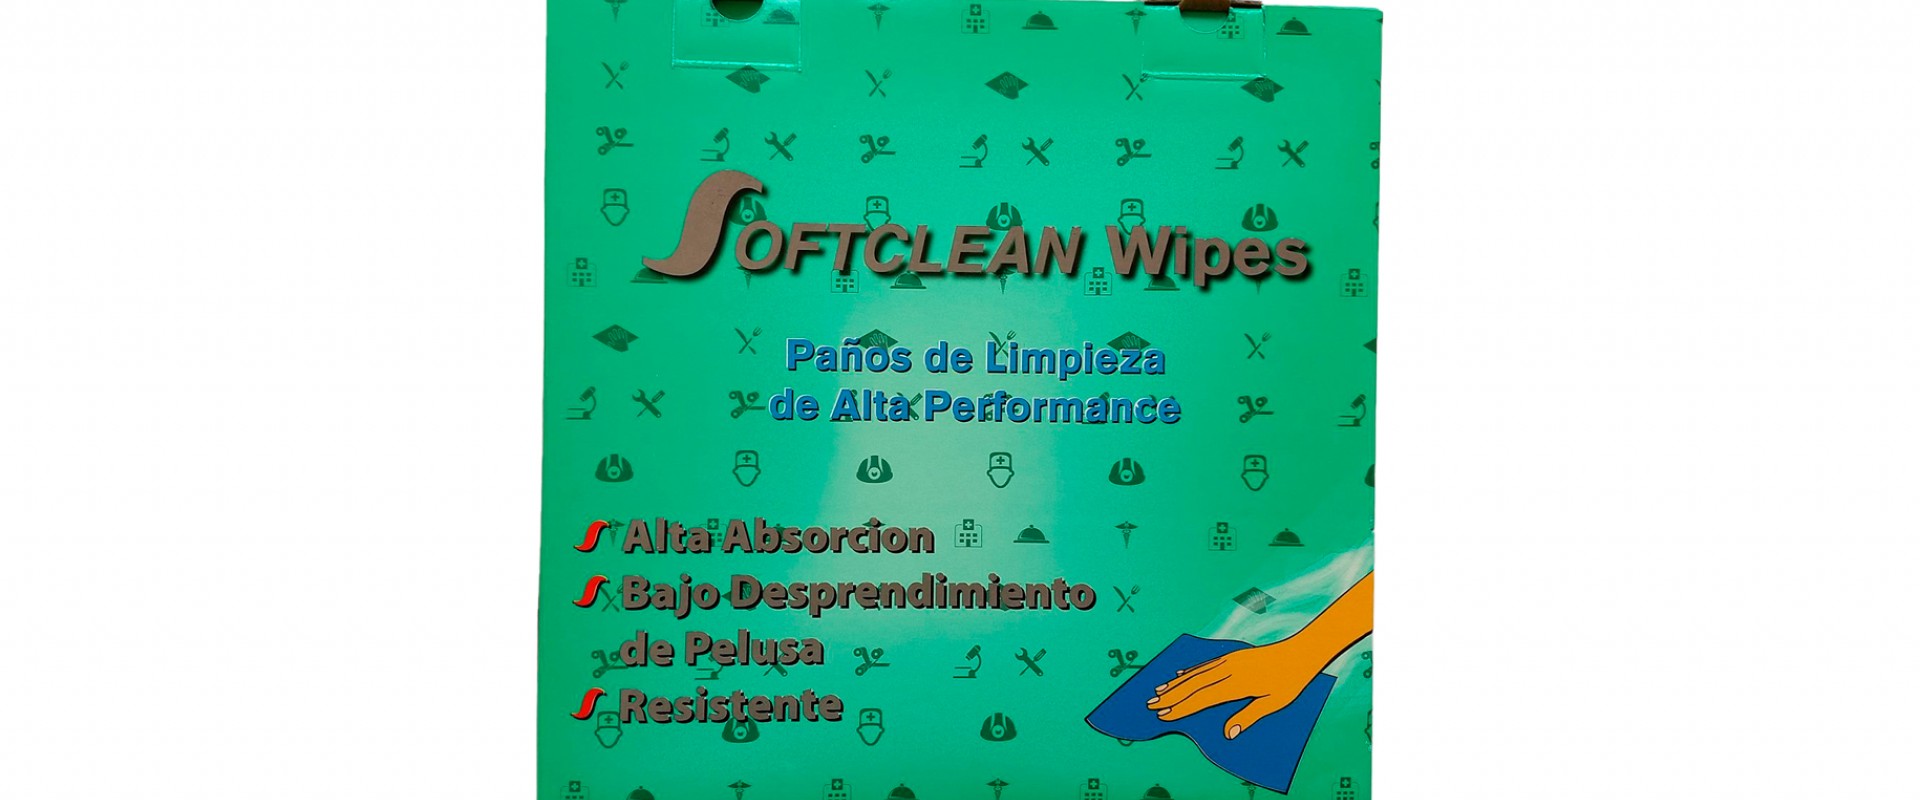 SOFTCLEAN Wipes
Paños de Limpieza
de Alta Performance
Alta Absorcion
Bajo Desprendimiento
de Pelusa
Resistente